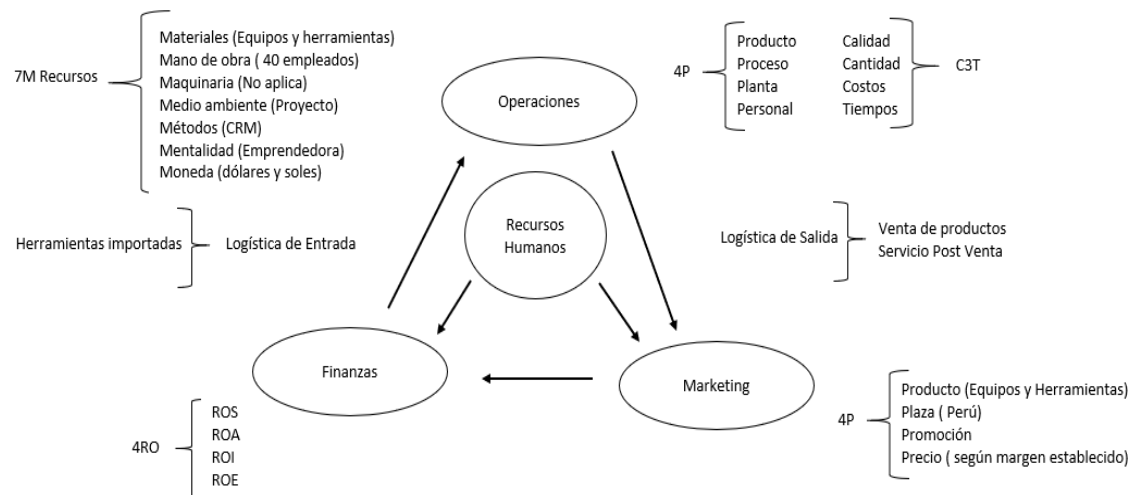 7M Recursos
Materiales (Equipos y herramientas)
Mano de obra ( 40 empleados)
Maquinaria (No aplica)
Medio ambiente (Proyecto)
Métodos (CRM)
Mentalidad (Emprendedora)
Moneda (dólares y soles)
Operaciones
4P
Producto
Proceso
Planta
Personal
Calidad
Cantidad
Costos
Tiempos
C3T
Herramientas importadas
Logística de Entrada
Recursos
Humanos
Logística de Salida
Venta de productos
Servicio Post Venta
Finanzas
Marketing
4RO
ROS
ROA
ROI
ROE
4P
Producto (Equipos y Herramientas)
Plaza ( Perú)
Promoción
Precio ( según margen establecido)